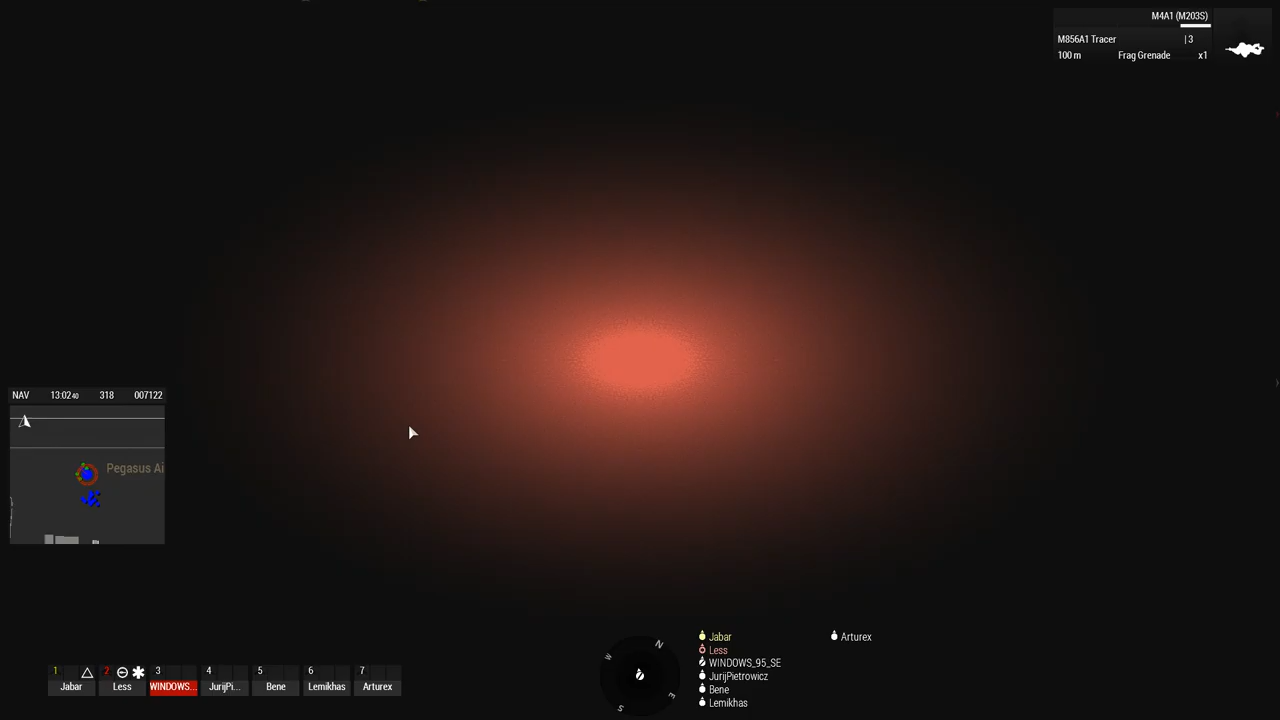 M4A1 (M203S)
M856A1 Tracer | 3
100 m Frag Grenade x1
NAV 13:02 40 318 007122
Pegasus Ai
N
W
E
S
Jabar Arturex
Less
WINDOWS_95_SE
JurijPietrowicz
Bene
Lemikhas
1 2 3 4 5 6 7
Jabar Less WINDOWS... JurijPi... Bene Lemikhas Arturex